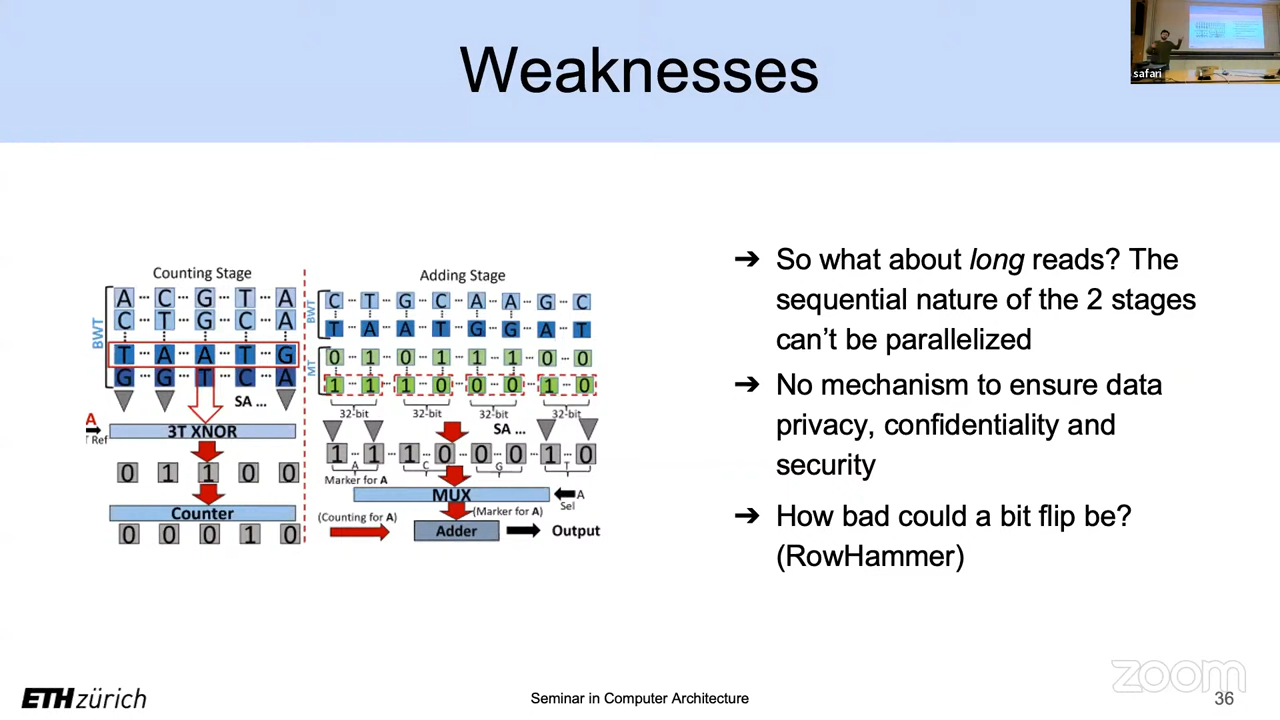 Weaknesses
safari
Counting Stage
BWT
A ... C ... G ... T ... A
C ... T ... G ... C ... A
T ... A ... A ... T ... G
G ... G ... T ... C ... A
SA ...
A
T Ref
3T XNOR
0 1 1 0 0
Counter
0 0 0 1 0
Adding Stage
BWT
C ... T ... G ... C ... A ... A ... G ... C
T ... A ... A ... T ... G ... G ... A ... T
MT
0 ... 1 ... 0 ... 1 ... 1 ... 1 ... 0 ... 0
1 ... 1 ... 1 ... 0 ... 0 ... 0 ... 1 ... 0
32-bit 32-bit 32-bit 32-bit
SA ...
1 ... 1 ... 1 ... 0 ... 0 ... 0 ... 1 ... 0
A C G T
Marker for A
MUX
A
Sel
(Counting for A)
(Marker for A)
Adder
Output
➔ So what about long reads? The
sequential nature of the 2 stages
can’t be parallelized
➔ No mechanism to ensure data
privacy, confidentiality and
security
➔ How bad could a bit flip be?
(RowHammer)
ETH zürich
Seminar in Computer Architecture
zoom
36